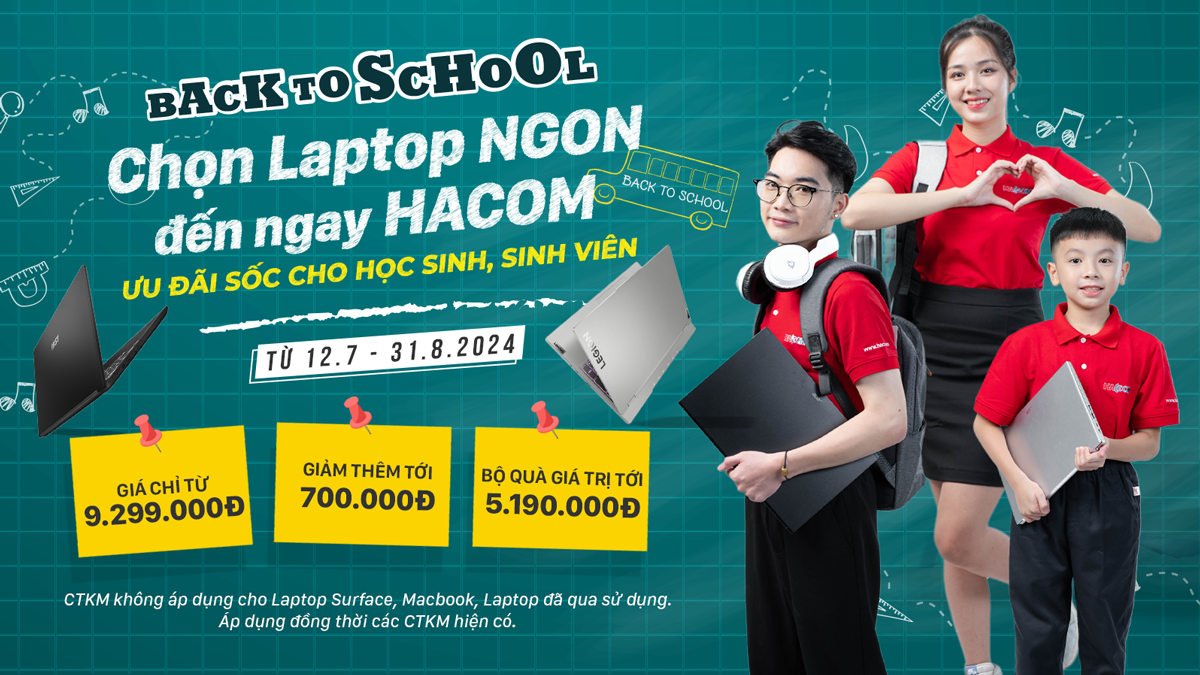 BACK TO SCHOOL
Chọn Laptop NGON
đến ngay HACOM
BACK TO SCHOOL
ƯU ĐÃI SỐC CHO HỌC SINH, SINH VIÊN
TỪ 12.7 - 31.8.2024
msi
LEGION
GIÁ CHỈ TỪ
9.299.000Đ
GIẢM THÊM TỚI
700.000Đ
BỘ QUÀ GIÁ TRỊ TỚI
5.190.000Đ
CTKM không áp dụng cho Laptop Surface, Macbook, Laptop đã qua sử dụng.
Áp dụng đồng thời các CTKM hiện có.